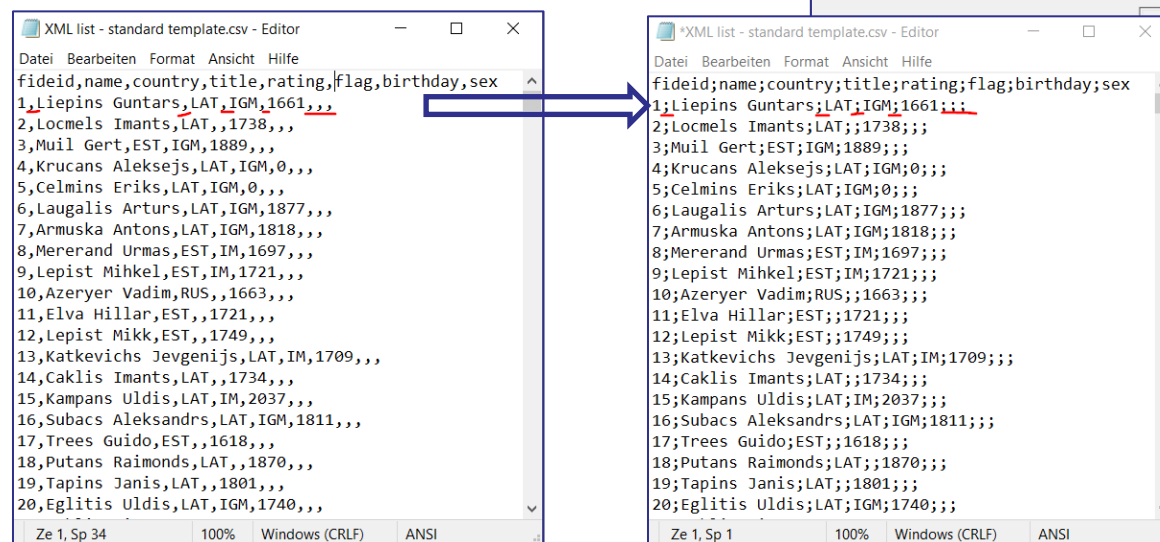 XML list - standard template.csv - Editor
Datei Bearbeiten Format Ansicht Hilfe
fideid,name,country,title,rating,flag,birthday,sex
1,Liepins Guntars,LAT,IGM,1661,,,
2,Locmels Imants,LAT,,1738,,,
3,Muil Gert,EST,IGM,1889,,,
4,Krucans Aleksejs,LAT,IGM,0,,,
5,Celmins Eriks,LAT,IGM,0,,,
6,Laugalis Arturs,LAT,IGM,1877,,,
7,Armuska Antons,LAT,IGM,1818,,,
8,Mererand Urmas,EST,IM,1697,,,
9,Lepist Mihkel,EST,IM,1721,,,
10,Azeryer Vadim,RUS,,1663,,,
11,Elva Hillar,EST,,1721,,,
12,Lepist Mikk,EST,,1749,,,
13,Katkevichs Jevgenijs,LAT,IM,1709,,,
14,Caklis Imants,LAT,,1734,,,
15,Kampans Uldis,LAT,IM,2037,,,
16,Subacs Aleksandrs,LAT,IGM,1811,,,
17,Trees Guido,EST,,1618,,,
18,Putans Raimonds,LAT,,1870,,,
19,Tapins Janis,LAT,,1801,,,
20,Eglitis Uldis,LAT,IGM,1740,,,
Ze 1, Sp 34 100% Windows (CRLF) ANSI
*XML list - standard template.csv - Editor
Datei Bearbeiten Format Ansicht Hilfe
fideid;name;country;title;rating;flag;birthday;sex
1;Liepins Guntars;LAT;IGM;1661;;;
2;Locmels Imants;LAT;;1738;;;
3;Muil Gert;EST;IGM;1889;;;
4;Krucans Aleksejs;LAT;IGM;0;;;
5;Celmins Eriks;LAT;IGM;0;;;
6;Laugalis Arturs;LAT;IGM;1877;;;
7;Armuska Antons;LAT;IGM;1818;;;
8;Mererand Urmas;EST;IM;1697;;;
9;Lepist Mihkel;EST;IM;1721;;;
10;Azeryer Vadim;RUS;;1663;;;
11;Elva Hillar;EST;;1721;;;
12;Lepist Mikk;EST;;1749;;;
13;Katkevichs Jevgenijs;LAT;IM;1709;;;
14;Caklis Imants;LAT;;1734;;;
15;Kampans Uldis;LAT;IM;2037;;;
16;Subacs Aleksandrs;LAT;IGM;1811;;;
17;Trees Guido;EST;;1618;;;
18;Putans Raimonds;LAT;;1870;;;
19;Tapins Janis;LAT;;1801;;;
20;Eglitis Uldis;LAT;IGM;1740;;;
Ze 1, Sp 1 100% Windows (CRLF) ANSI